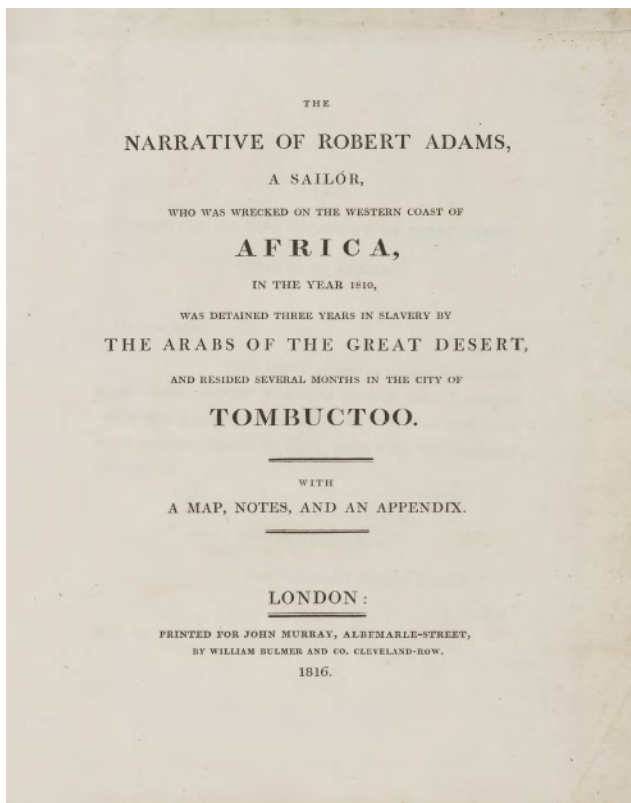 THE
NARRATIVE OF ROBERT ADAMS,
A SAILOR,
WHO WAS WRECKED ON THE WESTERN COAST OF
AFRICA,
IN THE YEAR 1810,
WAS DETAINED THREE YEARS IN SLAVERY BY
THE ARABS OF THE GREAT DESERT,
AND RESIDED SEVERAL MONTHS IN THE CITY OF
TOMBUCTOO.
WITH
A MAP, NOTES, AND AN APPENDIX.
LONDON:
PRINTED FOR JOHN MURRAY, ALBEMARLE-STREET,
BY WILLIAM BULMER AND CO. CLEVELAND-ROW.
1816.